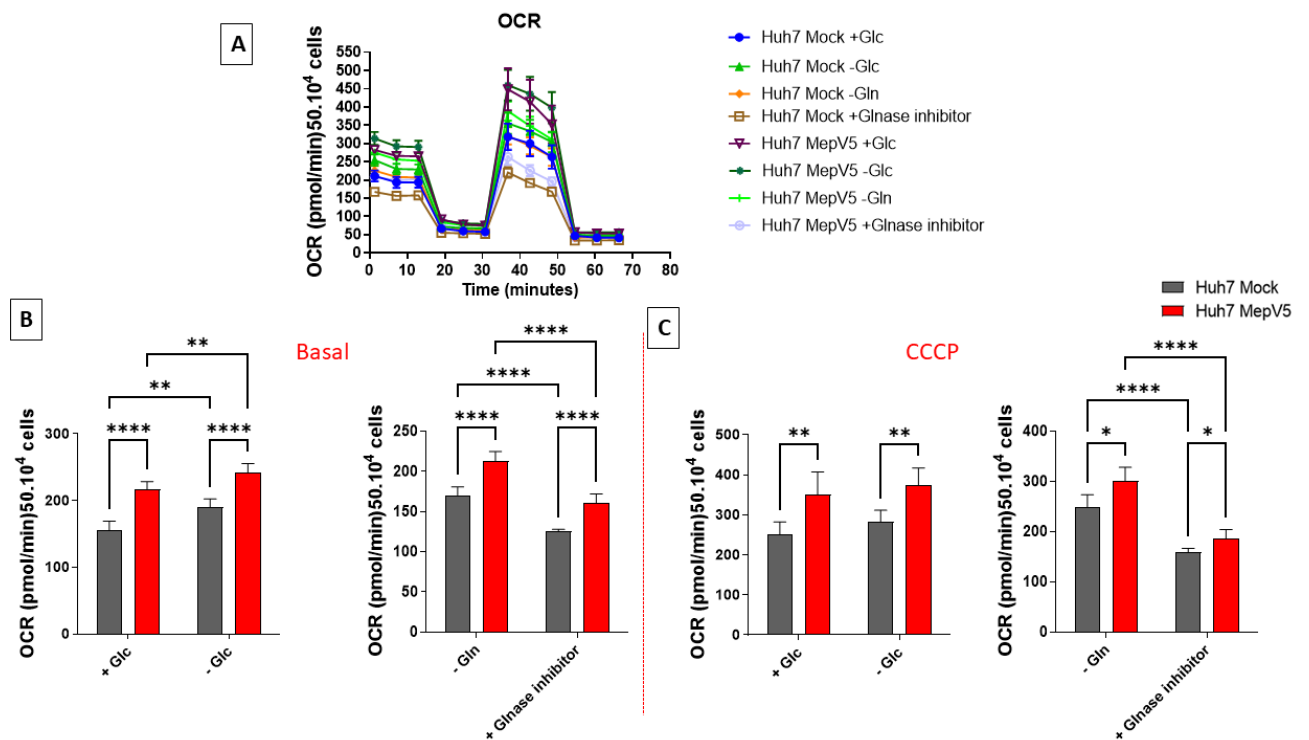 A
OCR
OCR (pmol/min)50.10⁴ cells
550
500
450
400
350
300
250
200
150
100
50
0
0 10 20 30 40 50 60 70 80
Time (minutes)
Huh7 Mock +Glc
Huh7 Mock -Glc
Huh7 Mock -Gln
Huh7 Mock +Glnase inhibitor
Huh7 MepV5 +Glc
Huh7 MepV5 -Glc
Huh7 MepV5 -Gln
Huh7 MepV5 +Glnase inhibitor
Huh7 Mock
Huh7 MepV5
B
Basal
OCR (pmol/min)50.10⁴ cells
300
200
100
0
**
**
****
****
+ Glc
- Glc
OCR (pmol/min)50.10⁴ cells
250
200
150
100
50
0
****
****
****
****
- Gln
+ Glnase inhibitor
C
CCCP
OCR (pmol/min)50.10⁴ cells
500
400
300
200
100
0
**
**
+ Glc
- Glc
OCR (pmol/min)50.10⁴ cells
400
300
200
100
0
****
****
*
*
- Gln
+ Glnase inhibitor